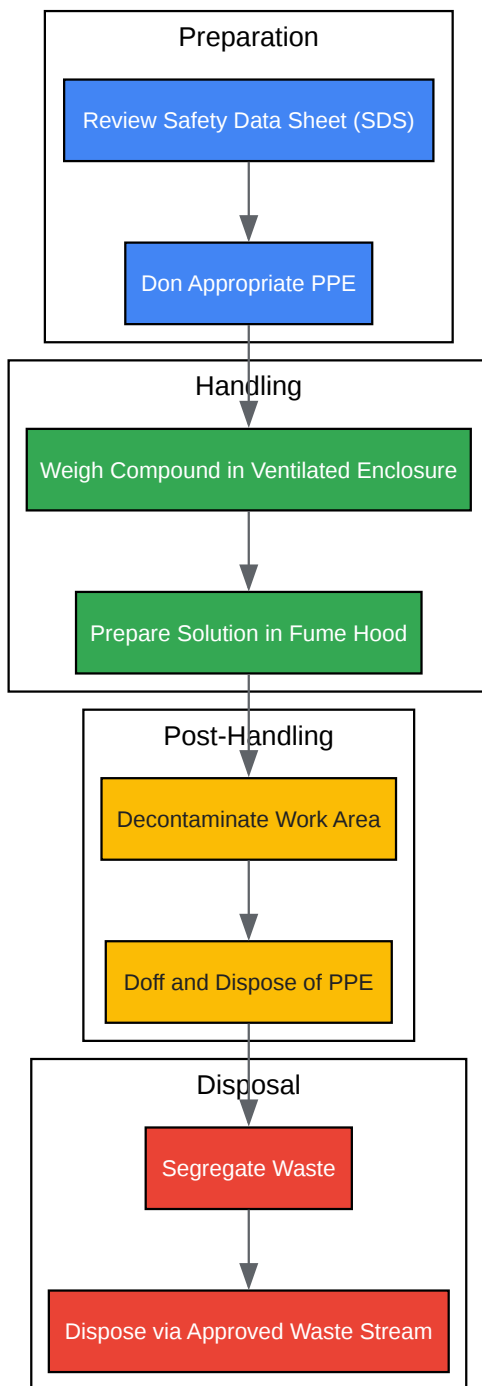 Preparation
Review Safety Data Sheet (SDS)
Don Appropriate PPE
Handling
Weigh Compound in Ventilated Enclosure
Prepare Solution in Fume Hood
Post-Handling
Decontaminate Work Area
Doff and Dispose of PPE
Disposal
Segregate Waste
Dispose via Approved Waste Stream